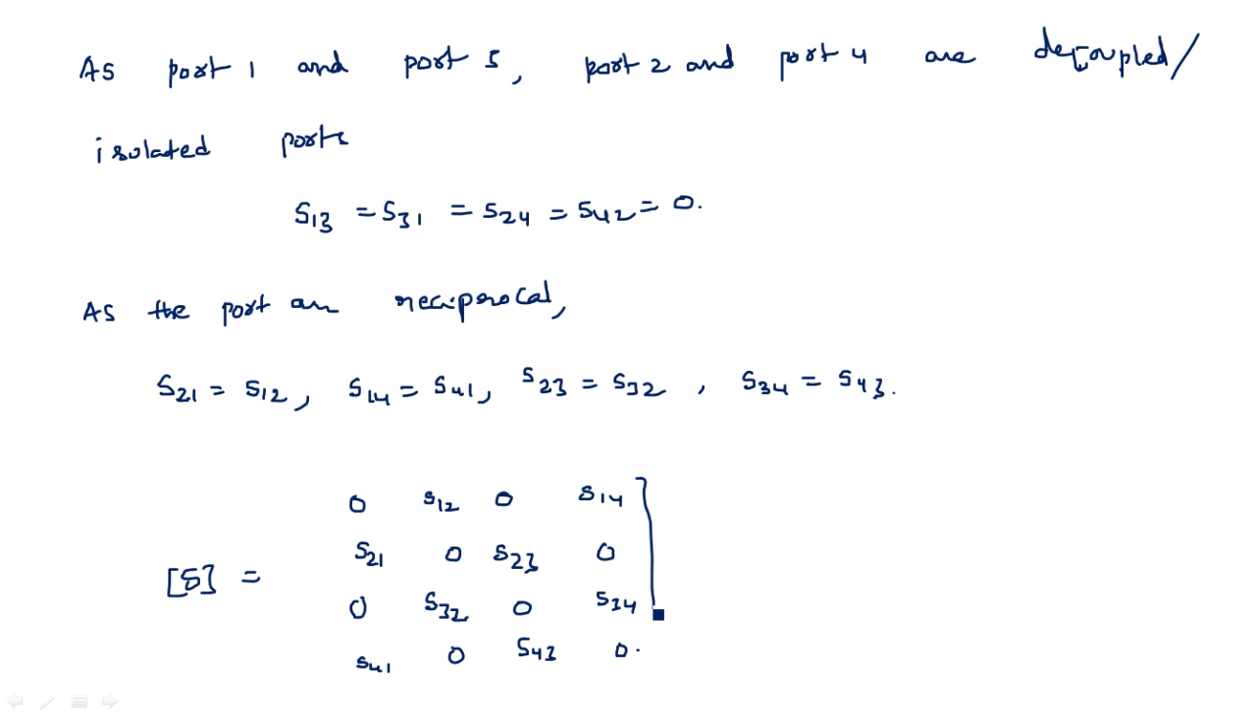 As port 1 and port 3, port 2 and port 4 are decoupled/
isolated ports
S13 = S31 = S24 = S42 = 0.
As the port are reciprocal,
S21 = S12, S14 = S41, S23 = S32, S34 = S43.
0 S12 0 S14]
S21 0 S23 0
[S] =
0 S32 0 S34
S41 0 S43 0.